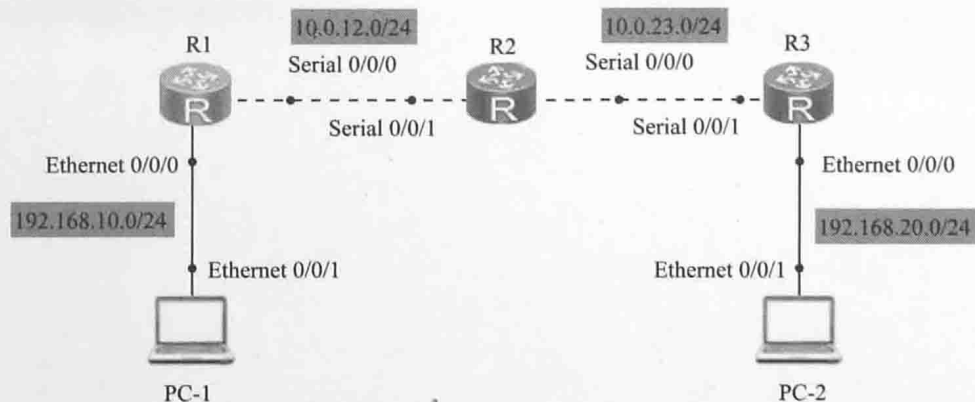 10.0.12.0/24
10.0.23.0/24
R1
R2
R3
Serial 0/0/0
Serial 0/0/0
R
R
R
Serial 0/0/1
Serial 0/0/1
Ethernet 0/0/0
Ethernet 0/0/0
192.168.10.0/24
192.168.20.0/24
Ethernet 0/0/1
Ethernet 0/0/1
PC-1
PC-2